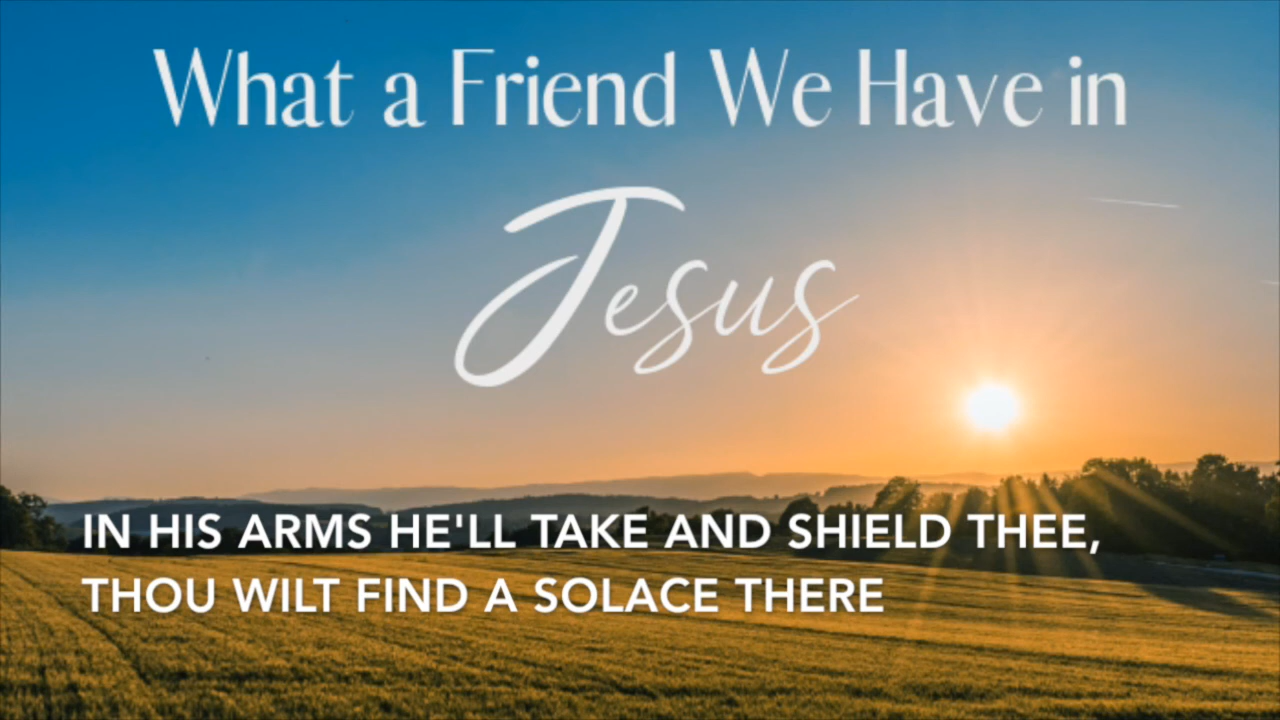 What a Friend We Have in
Jesus
IN HIS ARMS HE'LL TAKE AND SHIELD THEE,
THOU WILT FIND A SOLACE THERE